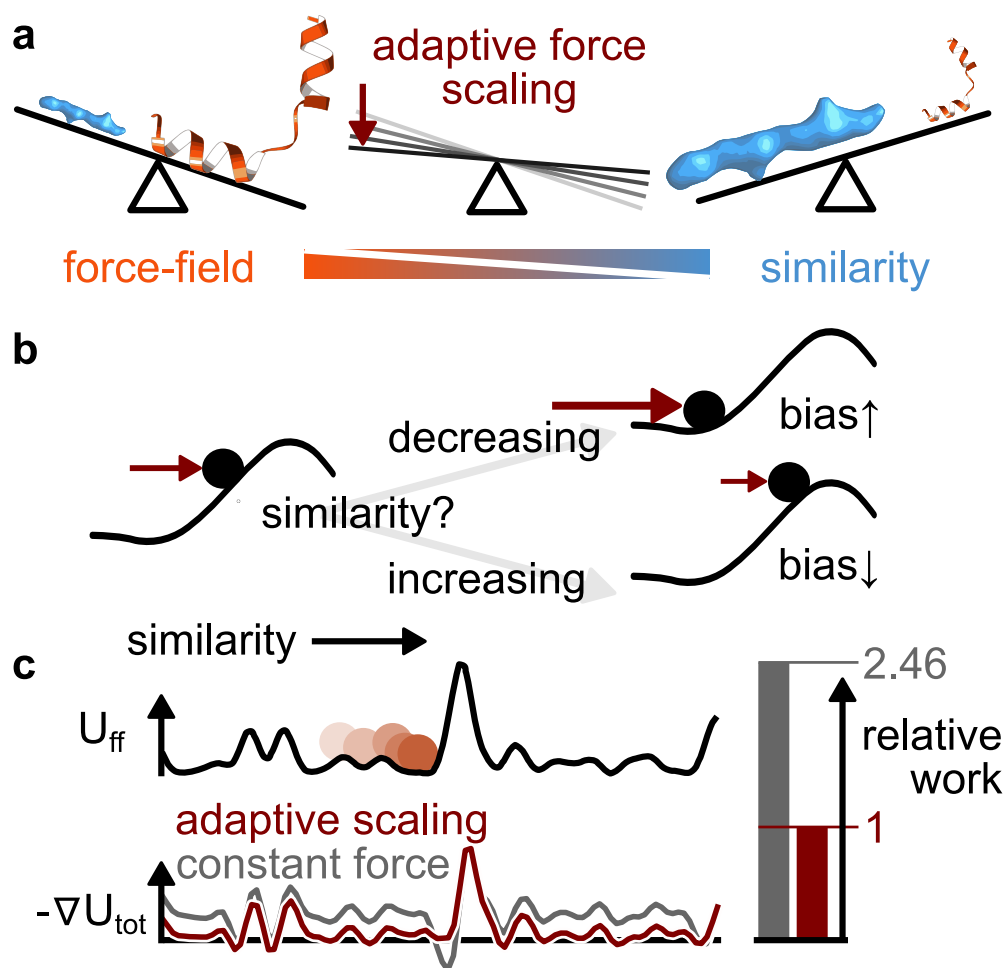 a
adaptive force
scaling
force-field
similarity
b
decreasing
bias↑
similarity?
increasing
bias↓
similarity
c
2.46
U_ff
relative
work
adaptive scaling
1
constant force
-∇U_tot